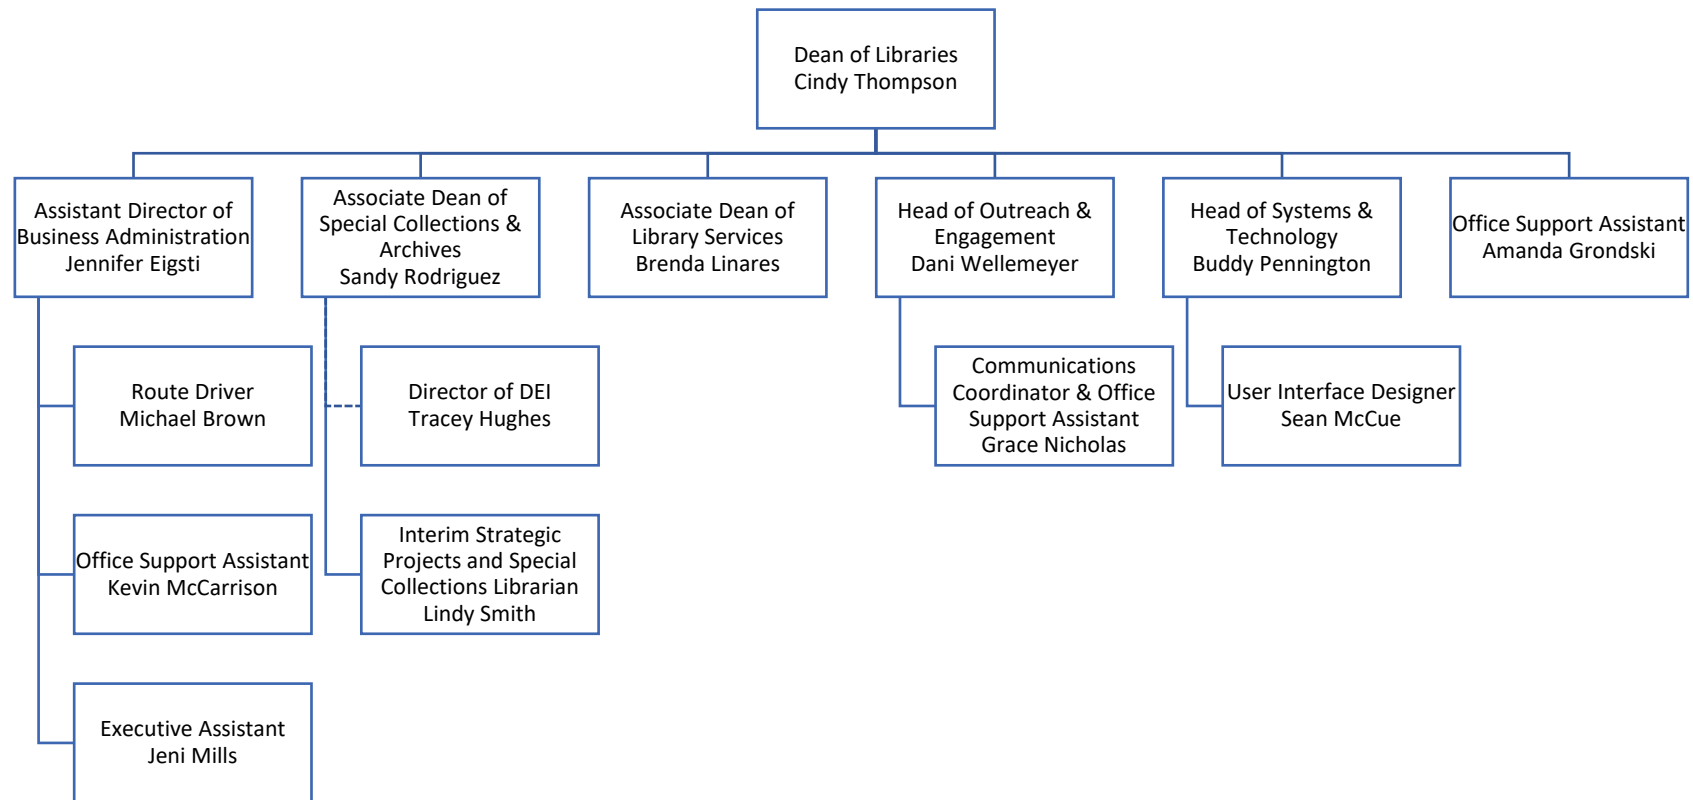 Dean of Libraries
Cindy Thompson
Assistant Director of
Business Administration
Jennifer Eigsti
Associate Dean of
Special Collections &
Archives
Sandy Rodriguez
Associate Dean of
Library Services
Brenda Linares
Head of Outreach &
Engagement
Dani Wellemeyer
Head of Systems &
Technology
Buddy Pennington
Office Support Assistant
Amanda Grondski
Route Driver
Michael Brown
Director of DEI
Tracey Hughes
Communications
Coordinator & Office
Support Assistant
Grace Nicholas
User Interface Designer
Sean McCue
Office Support Assistant
Kevin McCarrison
Interim Strategic
Projects and Special
Collections Librarian
Lindy Smith
Executive Assistant
Jeni Mills